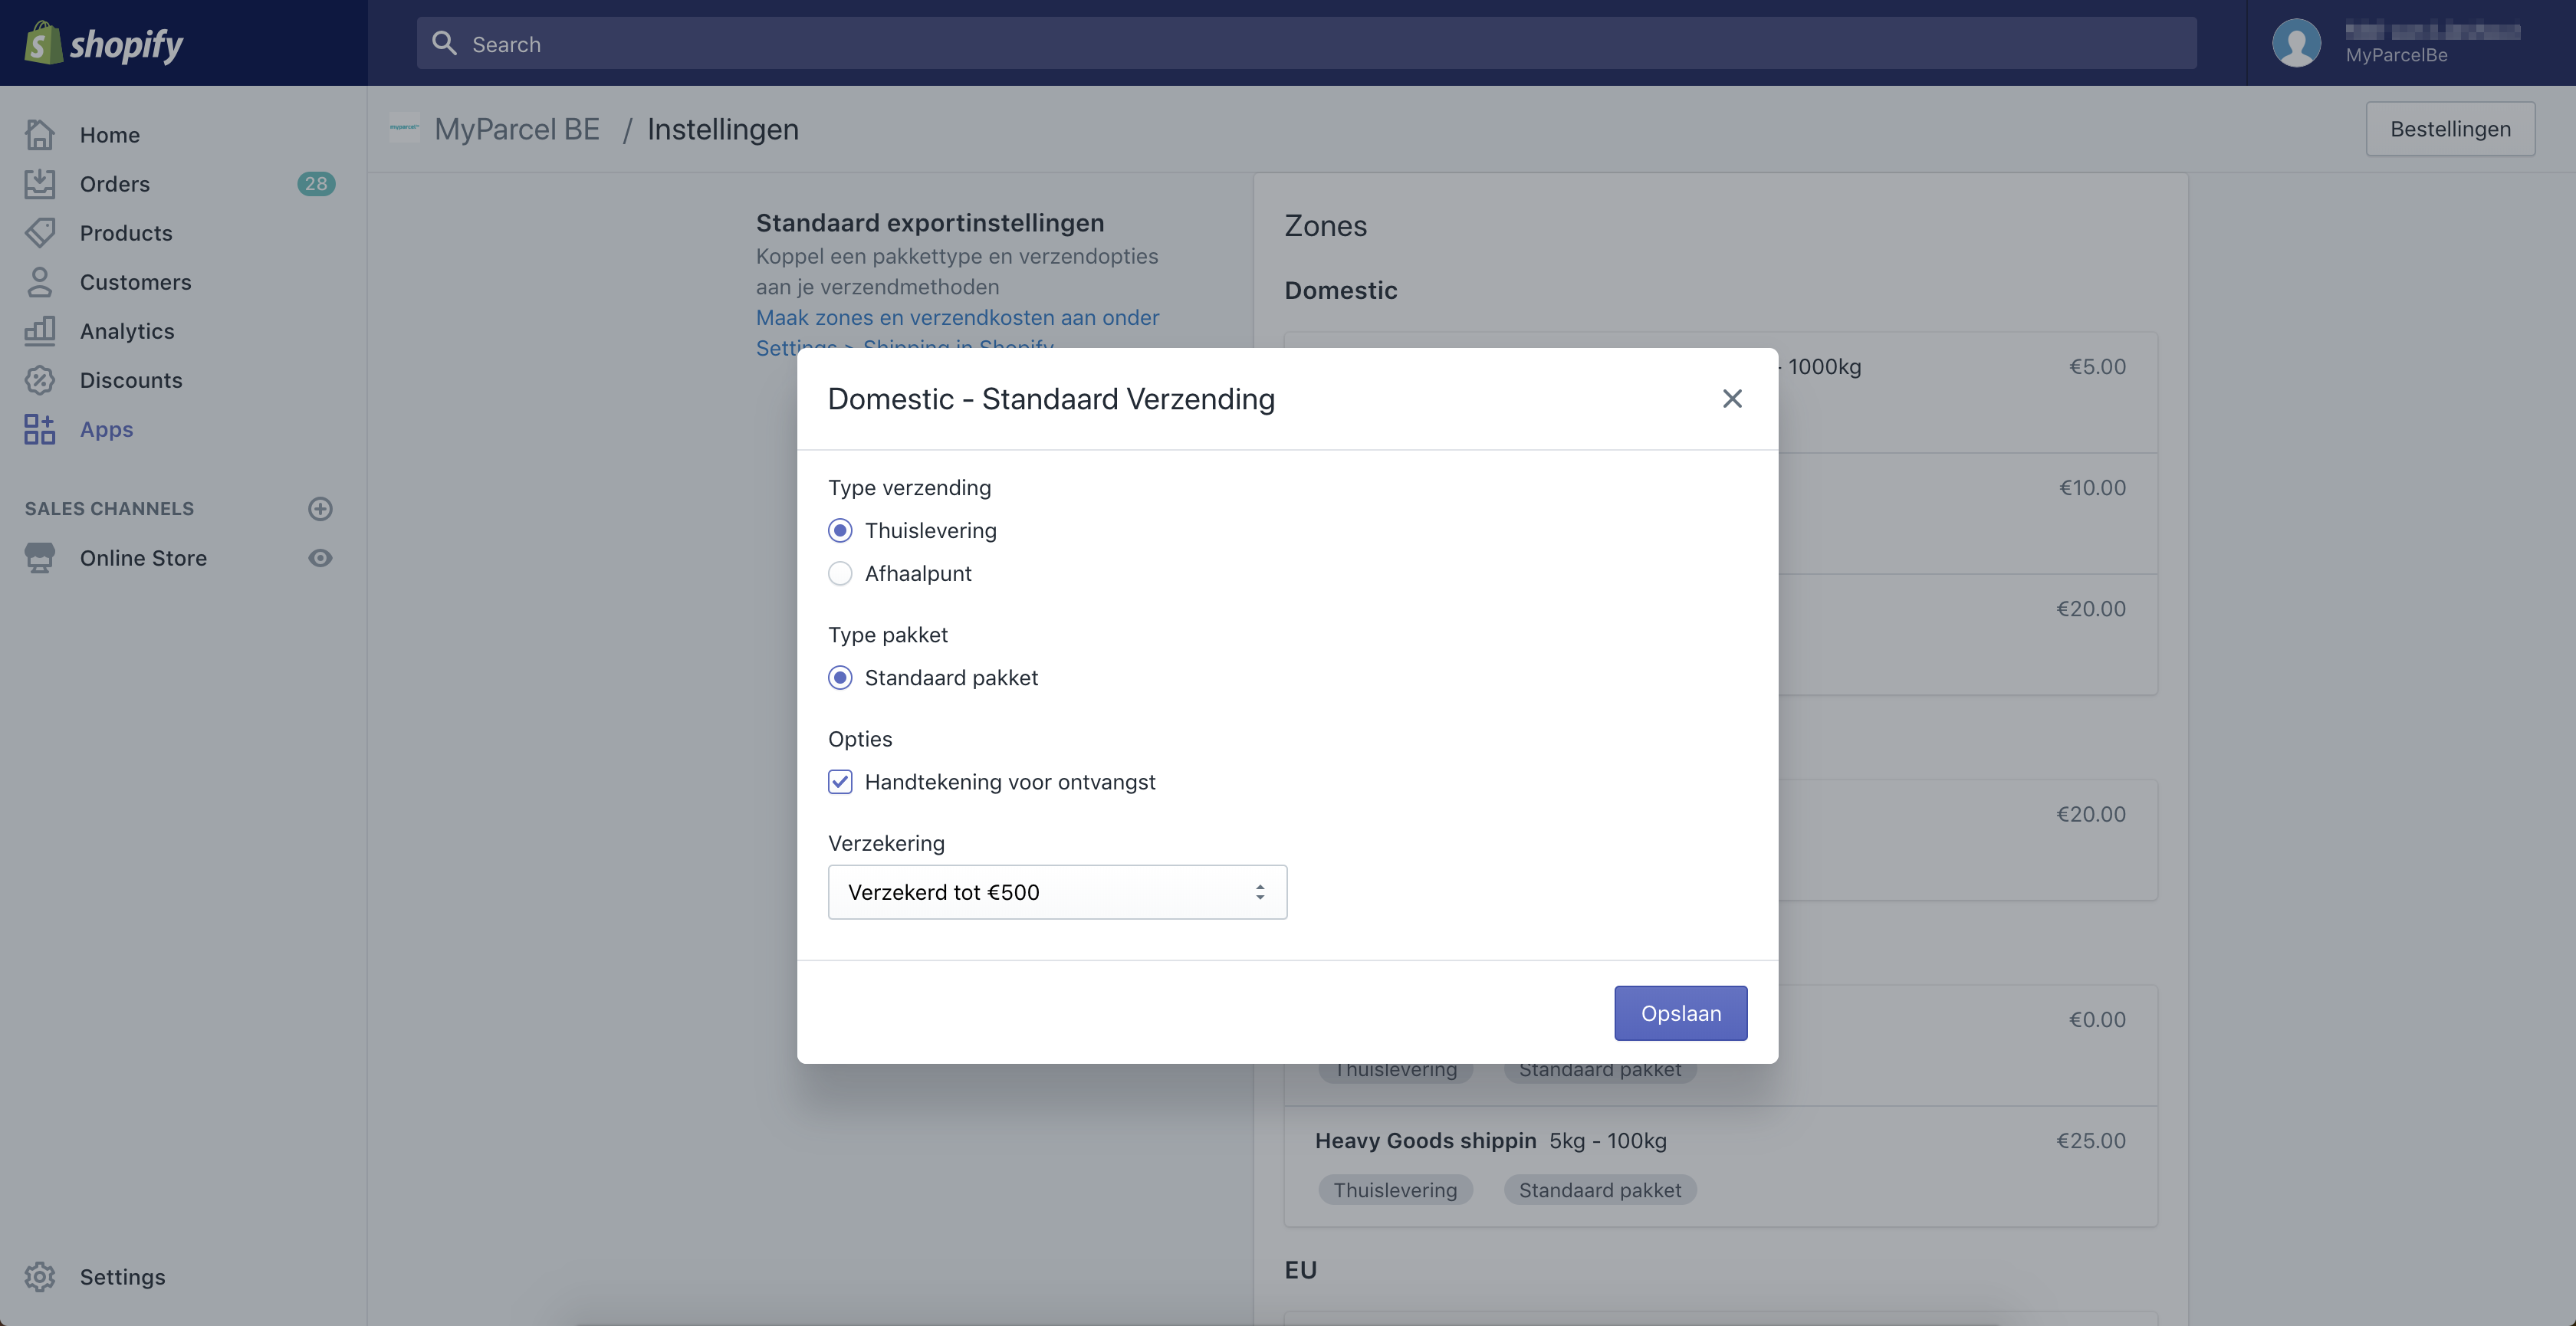 shopify
Search
MyParcelBe
Home
Orders
28
Products
Customers
Analytics
Discounts
Apps
SALES CHANNELS
Online Store
Settings
myparcel
MyParcel BE / Instellingen
Bestellingen
Standaard exportinstellingen
Koppel een pakkettype en verzendopties
aan je verzendmethoden
Maak zones en verzendkosten aan onder
Settings > Shipping in Shopify
Zones
Domestic
- 1000kg
€5.00
€10.00
€20.00
€20.00
€0.00
Domestic - Standaard Verzending
Type verzending
Thuislevering
Afhaalpunt
Type pakket
Standaard pakket
Opties
Handtekening voor ontvangst
Verzekering
Verzekerd tot €500
Opslaan
Thuislevering
Standaard pakket
Heavy Goods shippin 5kg - 100kg
€25.00
Thuislevering
Standaard pakket
EU